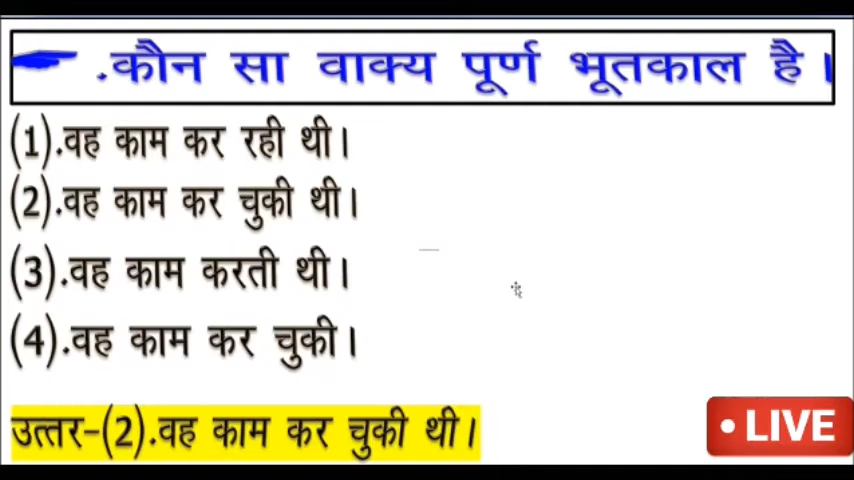 .कौन सा वाक्य पूर्ण भूतकाल है।
(1).वह काम कर रही थी।
(2).वह काम कर चुकी थी।
(3).वह काम करती थी।
(4).वह काम कर चुकी।
उत्तर-(2).वह काम कर चुकी थी।
• LIVE